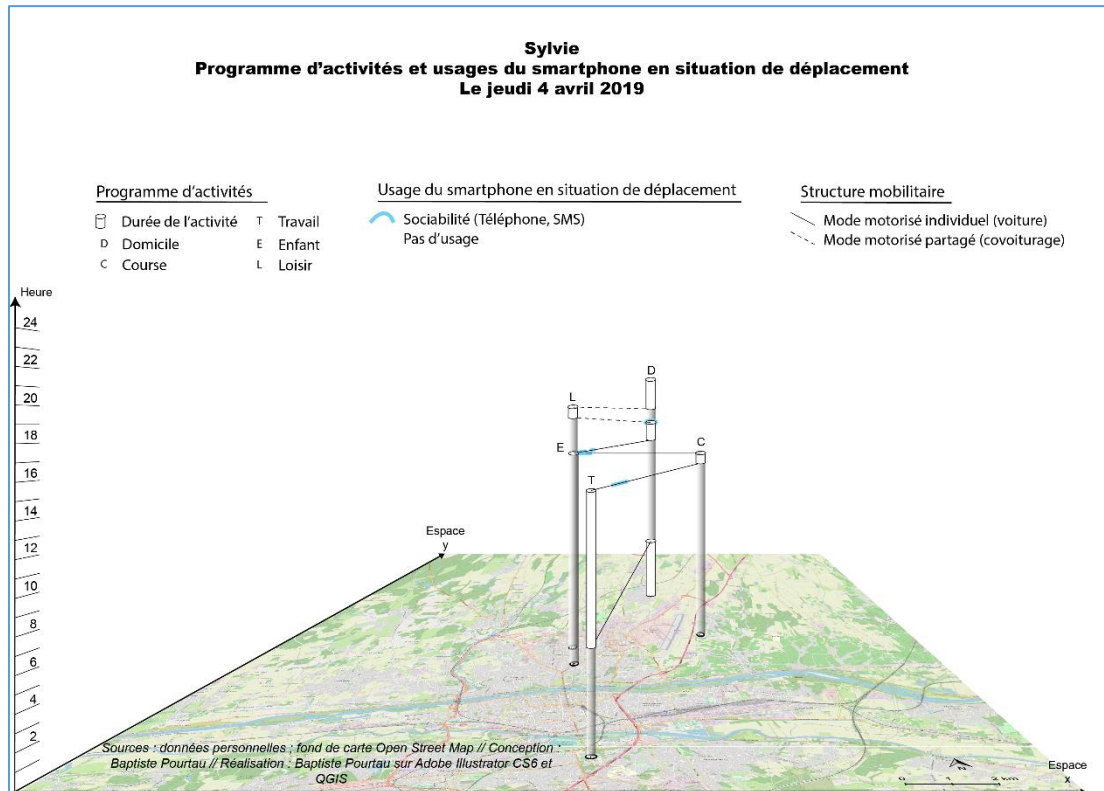 Sylvie
Programme d'activités et usages du smartphone en situation de déplacement
Le jeudi 4 avril 2019
Programme d'activités
Durée de l'activité
T Travail
D Domicile
E Enfant
C Course
L Loisir
Usage du smartphone en situation de déplacement
Sociabilité (Téléphone, SMS)
Pas d'usage
Structure mobilitaire
Mode motorisé individuel (voiture)
Mode motorisé partagé (covoiturage)
Heure
24
22
20
18
16
14
12
10
8
6
4
2
D
L
E
C
T
Espace
y
N
0 1 2 km
Espace
x
Sources : données personnelles ; fond de carte Open Street Map // Conception :
Baptiste Pourtau // Réalisation : Baptiste Pourtau sur Adobe Illustrator CS6 et
QGIS